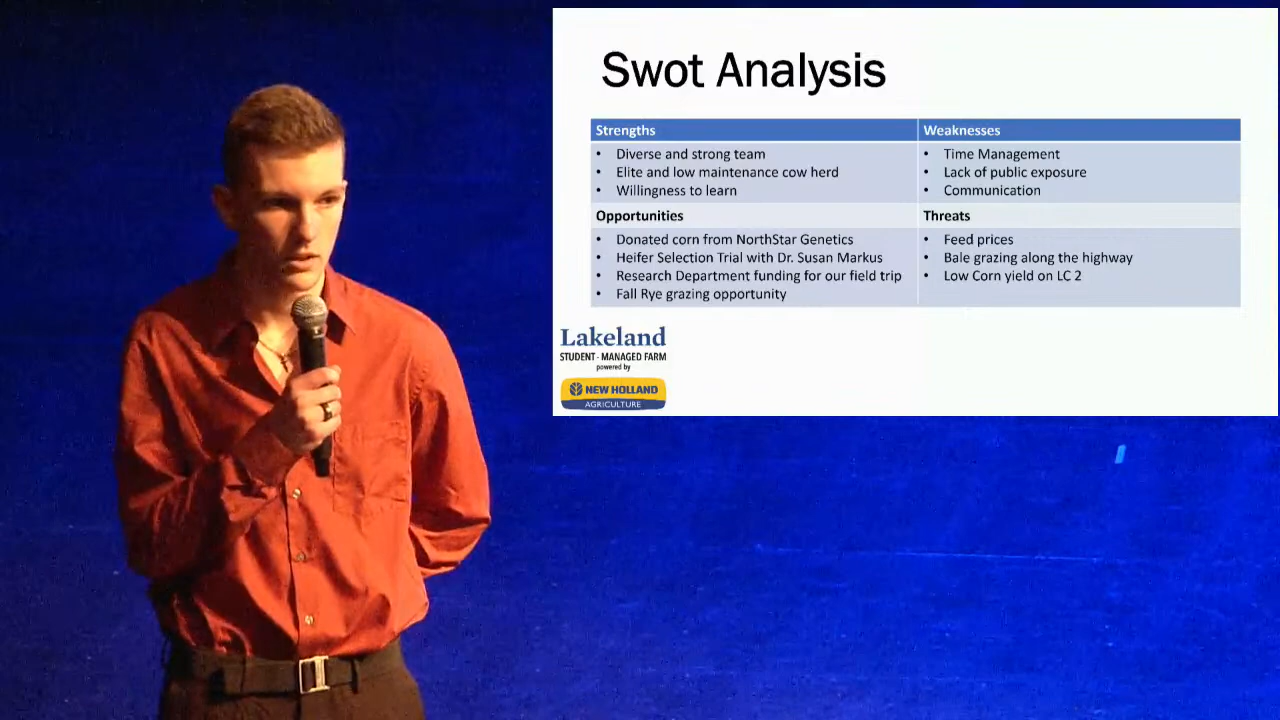 Swot Analysis
Strengths
Weaknesses
• Diverse and strong team
• Elite and low maintenance cow herd
• Willingness to learn
• Time Management
• Lack of public exposure
• Communication
Opportunities
Threats
• Donated corn from NorthStar Genetics
• Heifer Selection Trial with Dr. Susan Markus
• Research Department funding for our field trip
• Fall Rye grazing opportunity
• Feed prices
• Bale grazing along the highway
• Low Corn yield on LC 2
Lakeland
STUDENT - MANAGED FARM
powered by
NEW HOLLAND
AGRICULTURE